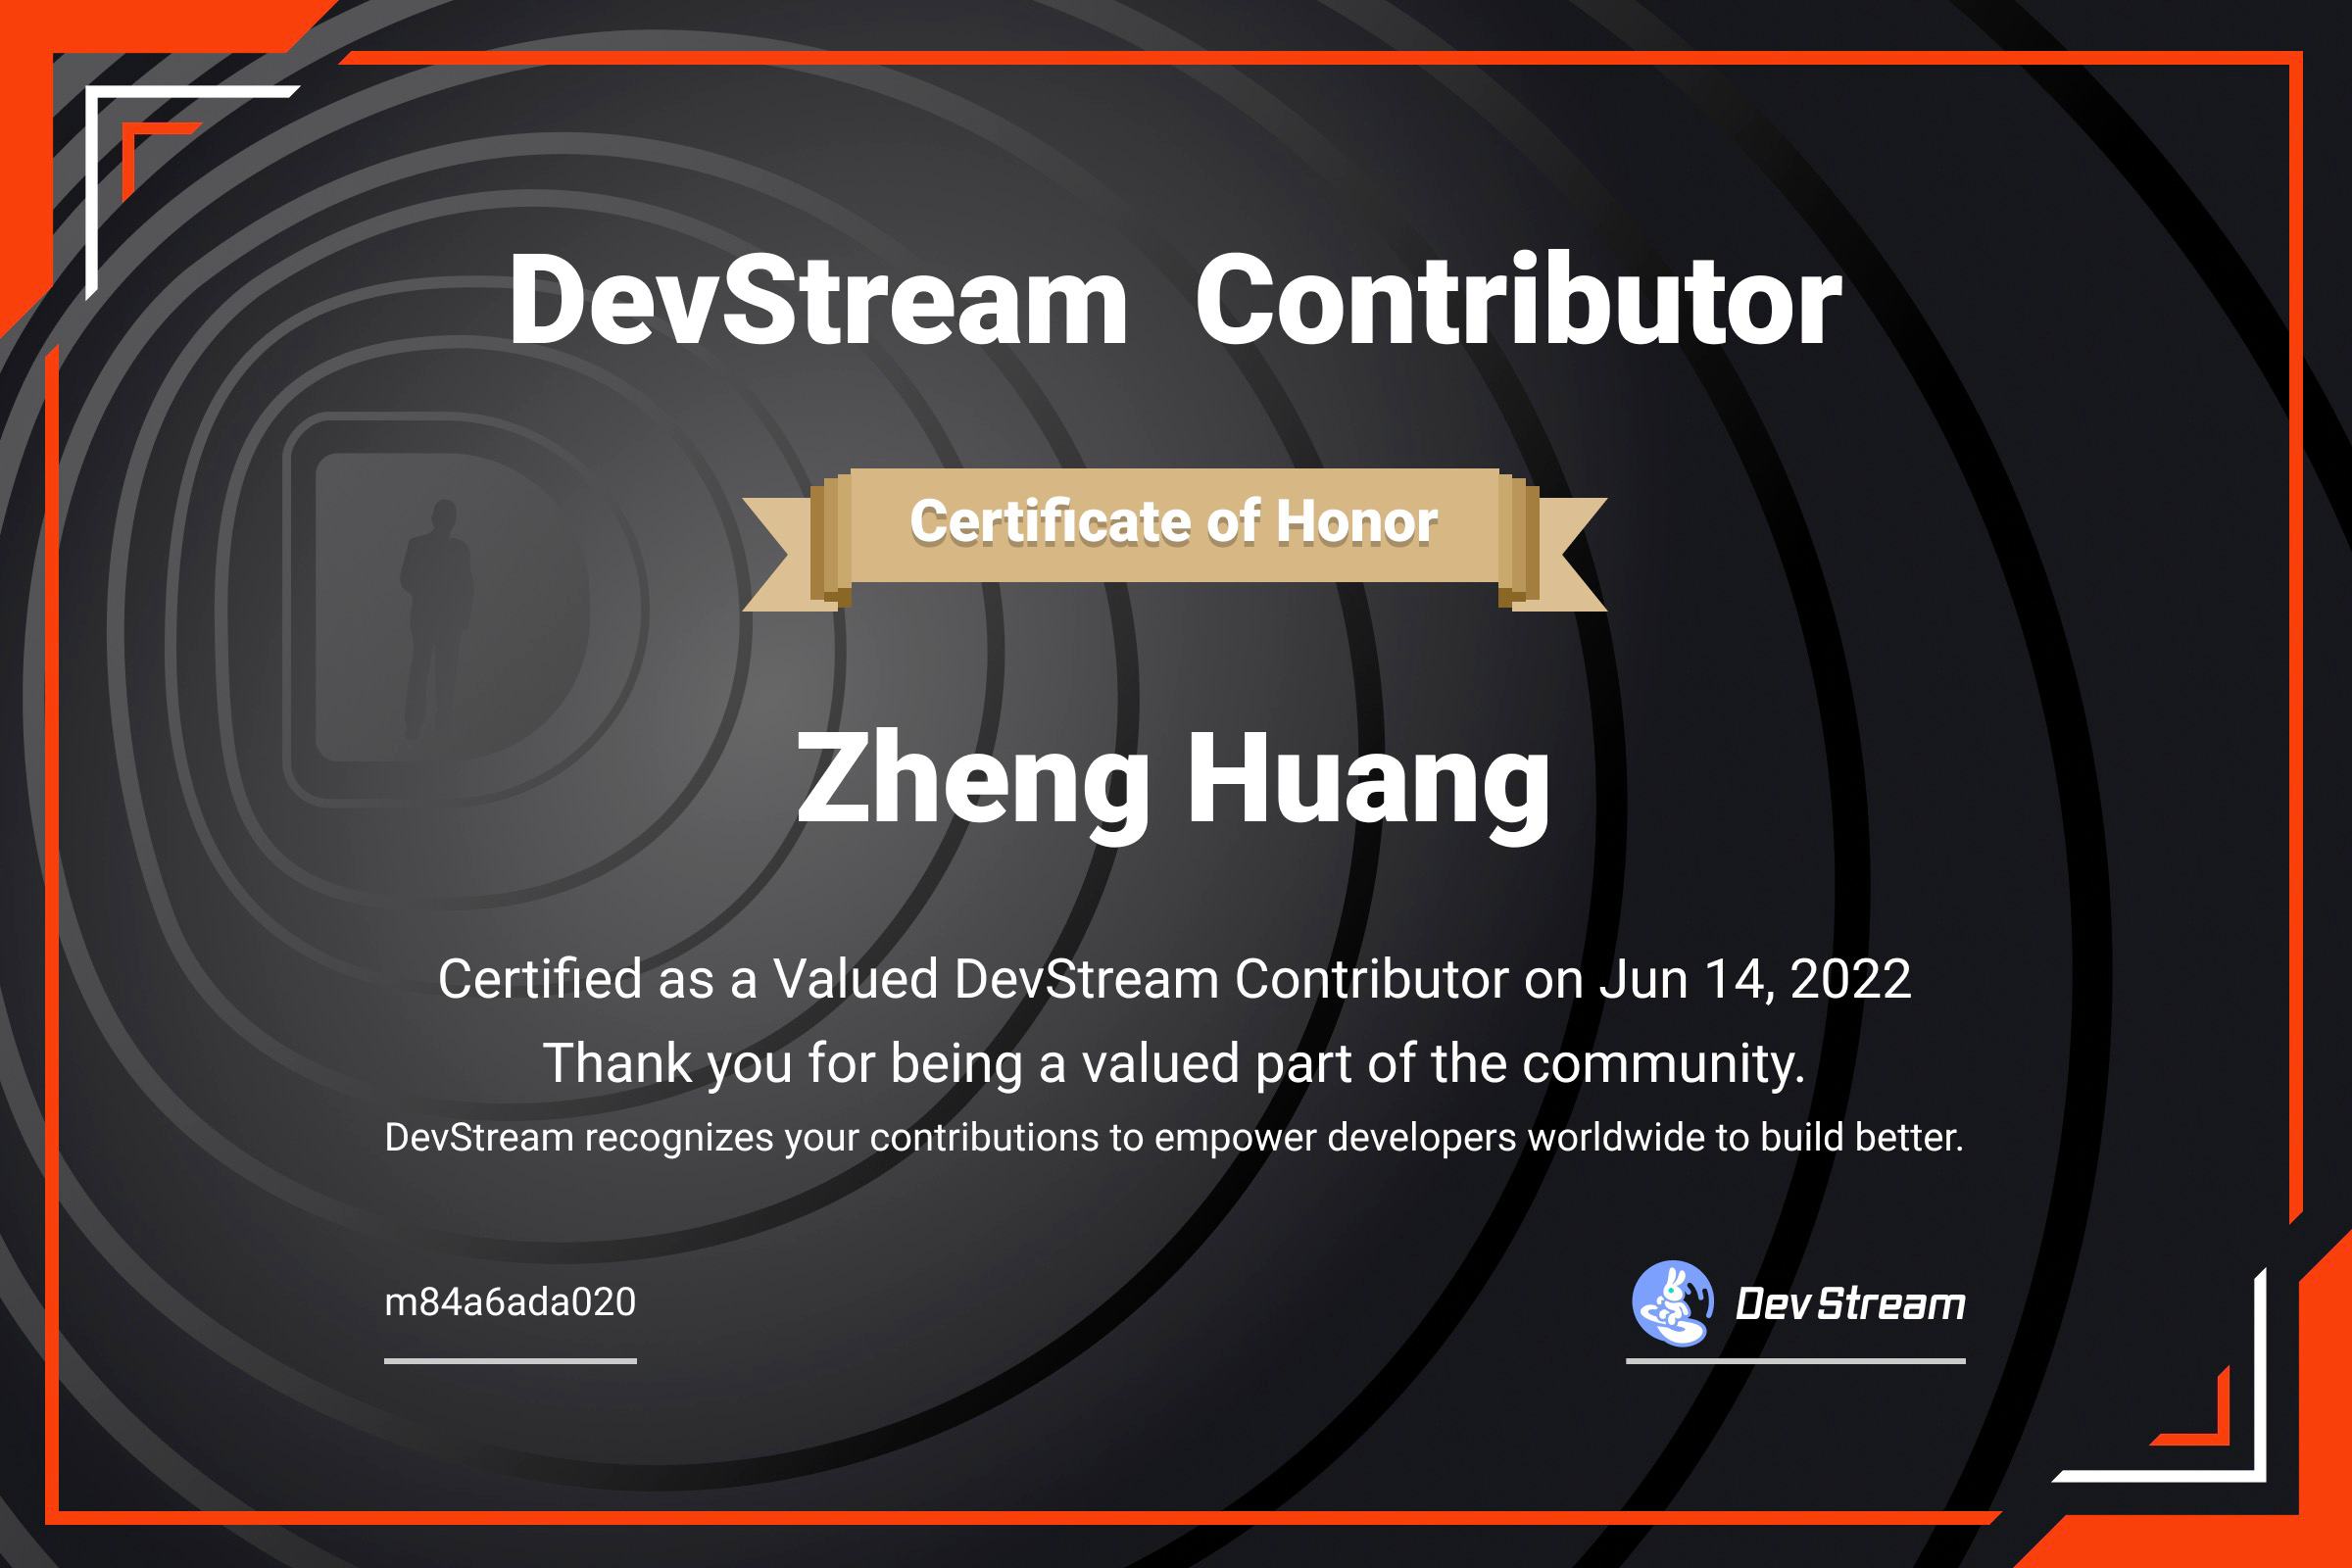 DevStream Contributor
Certificate of Honor
Zheng Huang
Certified as a Valued DevStream Contributor on Jun 14, 2022
Thank you for being a valued part of the community.
DevStream recognizes your contributions to empower developers worldwide to build better.
m84a6ada020
DevStream